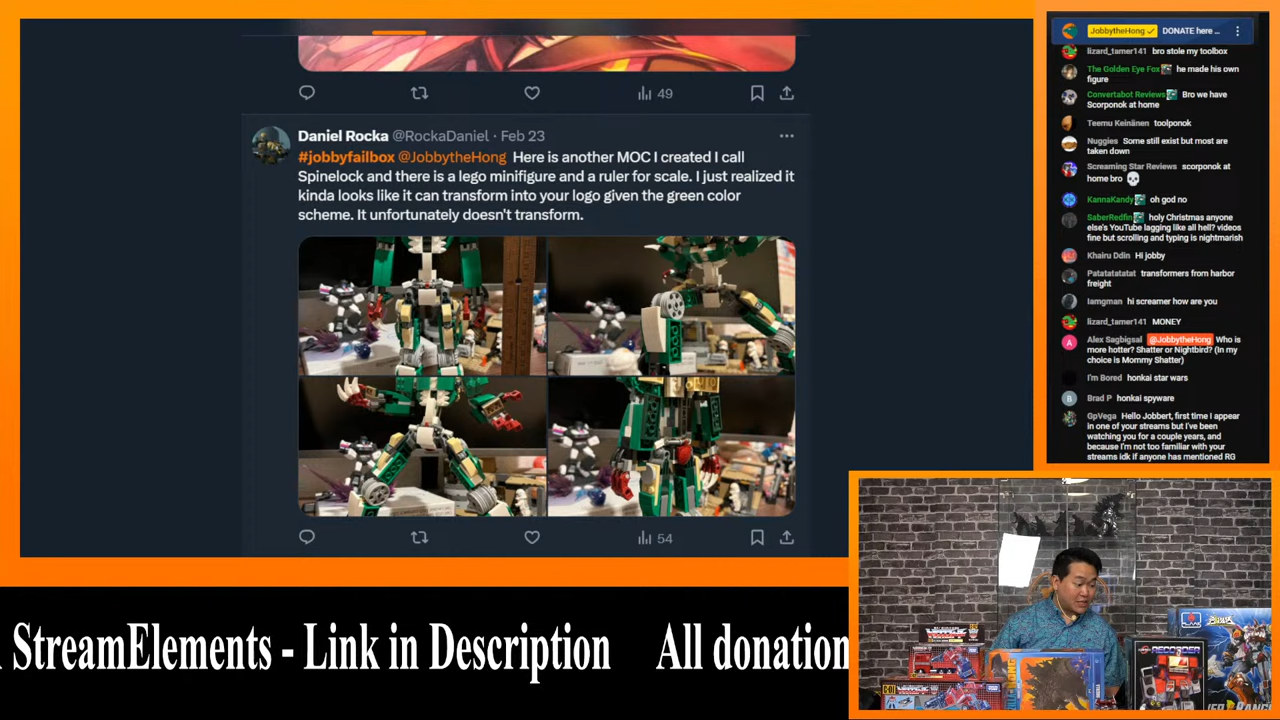 49
Daniel Rocka @RockaDaniel · Feb 23
#jobbyfailbox @JobbytheHong Here is another MOC I created I call
Spinelock and there is a lego minifigure and a ruler for scale. I just realized it
kinda looks like it can transform into your logo given the green color
scheme. It unfortunately doesn't transform.
54
JobbytheHong DONATE here ...
lizard_tamer141 bro stole my toolbox
The Golden Eye Fox he made his own
figure
Convertabot Reviews Bro we have
Scorponok at home
Teemu Keinänen toolponok
Nuggies Some still exist but most are
taken down
Screaming Star Reviews scorponok at
home bro 💀
KannaKandy oh god no
SaberRedfin holy Christmas anyone
else's YouTube lagging like all hell? videos
fine but scrolling and typing is nightmarish
Khairu Ddin Hi jobby
Patatatatatat transformers from harbor
freight
Iamgman hi screamer how are you
lizard_tamer141 MONEY
Alex Sagbigsal @JobbytheHong Who is
more hotter? Shatter or Nightbird? (In my
choice is Mommy Shatter)
I'm Bored honkai star wars
Brad P honkai spyware
GpVega Hello Jobbert, first time I appear
in one of your streams but I've been
watching you for a couple years, and
because I'm not too familiar with your
streams idk if anyone has mentioned RG
StreamElements - Link in Description All donation
RECORDER